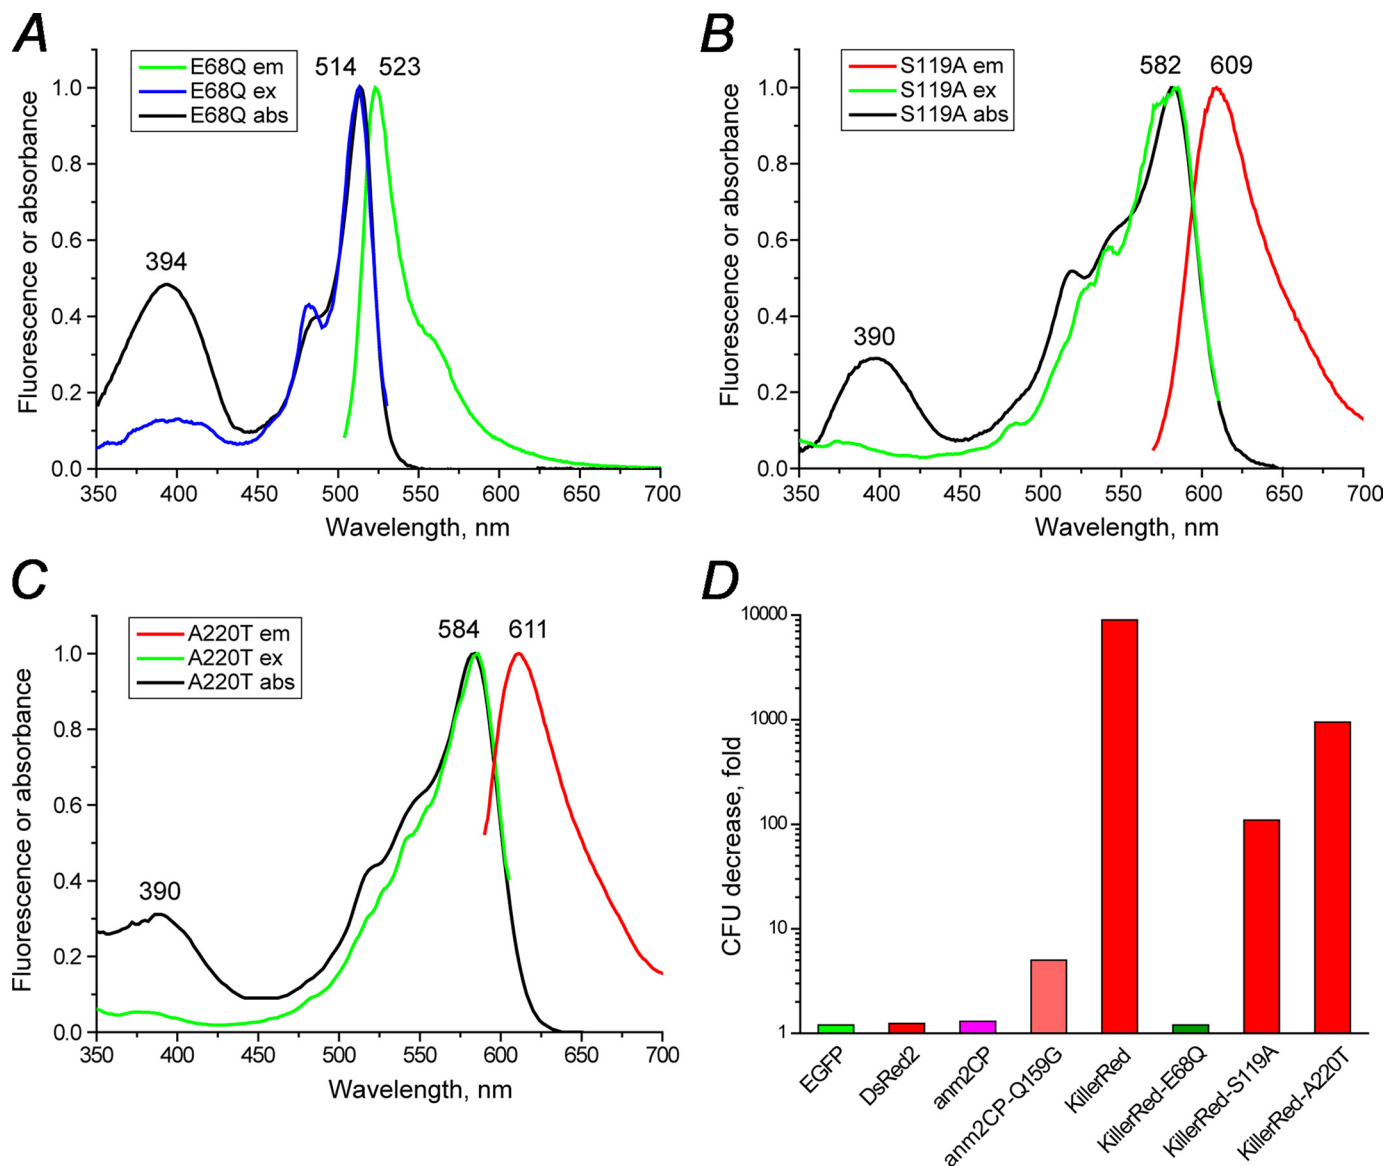 A
E68Q em
E68Q ex
E68Q abs
514
523
394
1.0
0.8
0.6
0.4
0.2
0.0
350 400 450 500 550 600 650 700
Wavelength, nm
Fluorescence or absorbance
B
S119A em
S119A ex
S119A abs
582
609
390
1.0
0.8
0.6
0.4
0.2
0.0
350 400 450 500 550 600 650 700
Wavelength, nm
Fluorescence or absorbance
C
A220T em
A220T ex
A220T abs
584
611
390
1.0
0.8
0.6
0.4
0.2
0.0
350 400 450 500 550 600 650 700
Wavelength, nm
Fluorescence or absorbance
D
10000
1000
100
10
1
CFU decrease, fold
EGFP
DsRed2
anm2CP
anm2CP-Q159G
KillerRed
KillerRed-E68Q
KillerRed-S119A
KillerRed-A220T